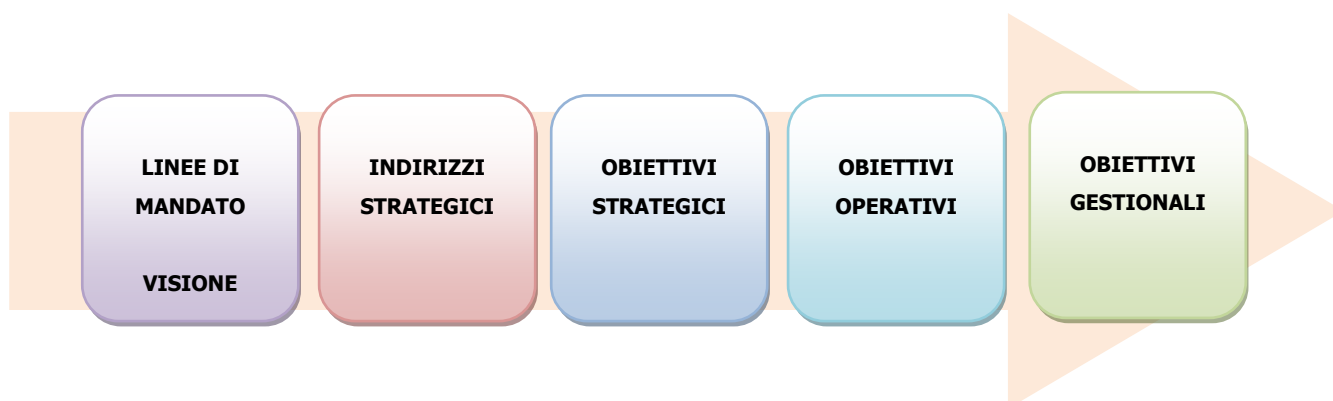 LINEE DI
MANDATO
VISIONE
INDIRIZZI
STRATEGICI
OBIETTIVI
STRATEGICI
OBIETTIVI
OPERATIVI
OBIETTIVI
GESTIONALI